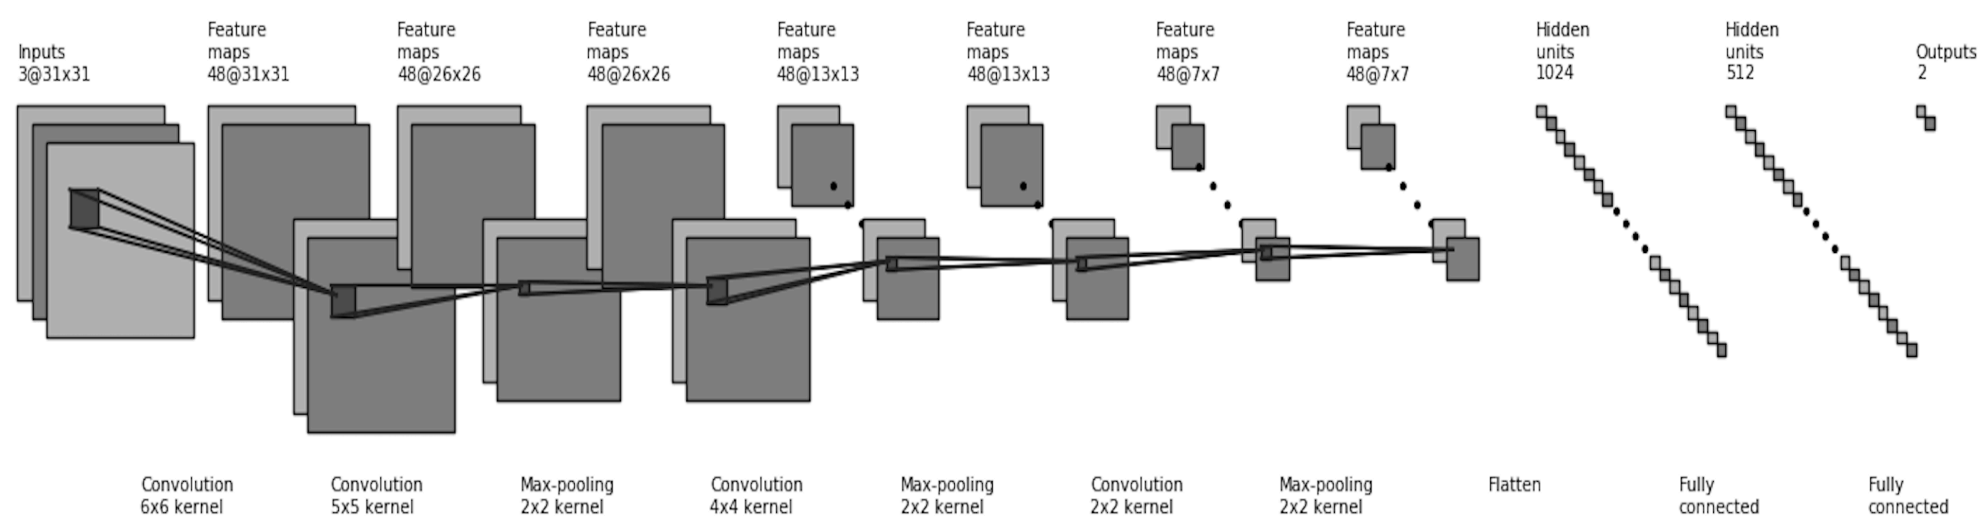 Inputs
3@31x31
Feature
maps
48@31x31
Feature
maps
48@26x26
Feature
maps
48@26x26
Feature
maps
48@13x13
Feature
maps
48@13x13
Feature
maps
48@7x7
Feature
maps
48@7x7
Hidden
units
1024
Hidden
units
512
Outputs
2
Convolution
6x6 kernel
Convolution
5x5 kernel
Max-pooling
2x2 kernel
Convolution
4x4 kernel
Max-pooling
2x2 kernel
Convolution
2x2 kernel
Max-pooling
2x2 kernel
Flatten
Fully
connected
Fully
connected